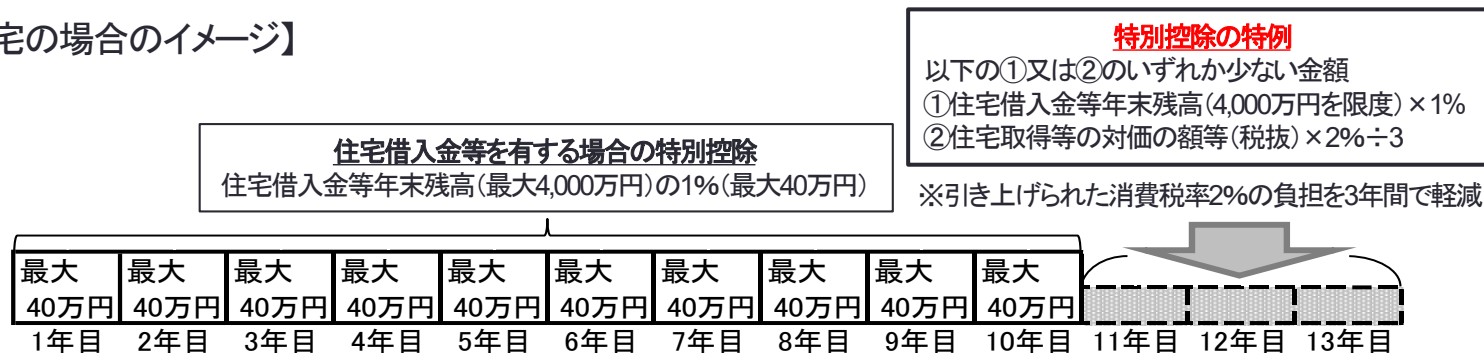 宅の場合のイメージ】
特別控除の特例
以下の①又は②のいずれか少ない金額
①住宅借入金等年末残高(4,000万円を限度)×1%
②住宅取得等の対価の額等(税抜)×2%÷3
住宅借入金等を有する場合の特別控除
住宅借入金等年末残高(最大4,000万円)の1%(最大40万円)
※引き上げられた消費税率2%の負担を3年間で軽減
最大 最大 最大 最大 最大 最大 最大 最大 最大 最大
40万円 40万円 40万円 40万円 40万円 40万円 40万円 40万円 40万円 40万円
1年目 2年目 3年目 4年目 5年目 6年目 7年目 8年目 9年目 10年目 11年目 12年目 13年目